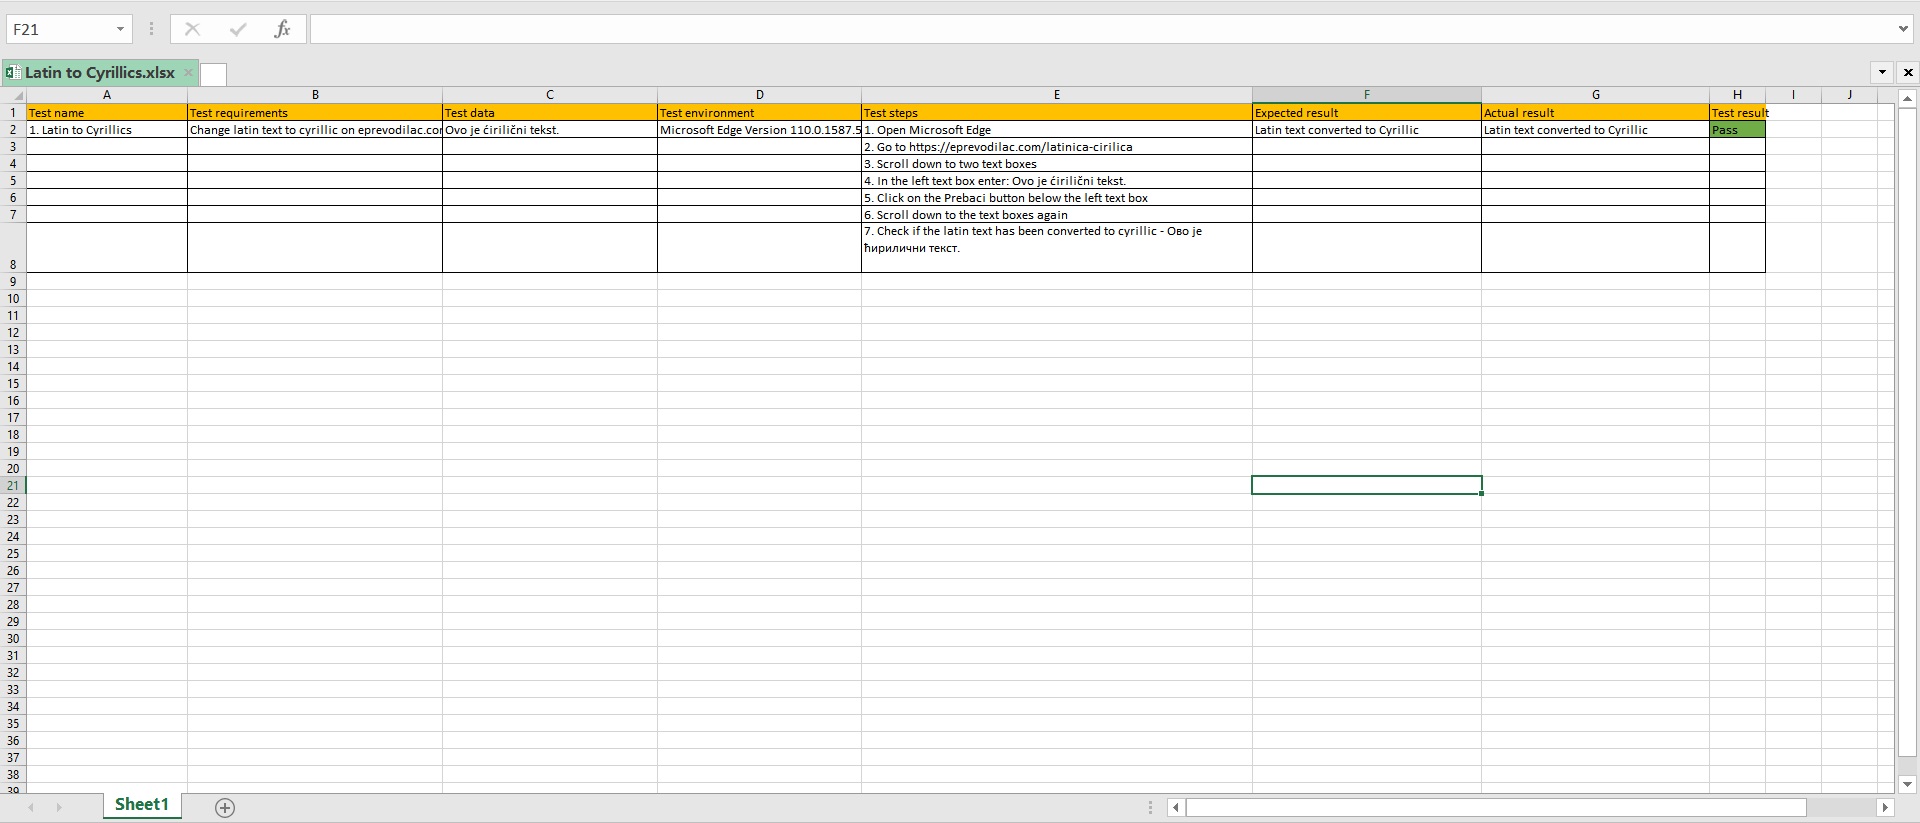 F21
fx
Latin to Cyrillics.xlsx
A B C D E F G H I J
1 Test name Test requirements Test data Test environment Test steps Expected result Actual result Test result
2 1. Latin to Cyrillics Change latin text to cyrillic on eprevodilac.com Ovo je ćirilični tekst. Microsoft Edge Version 110.0.1587.5 1. Open Microsoft Edge Latin text converted to Cyrillic Latin text converted to Cyrillic Pass
3 2. Go to https://eprevodilac.com/latinica-cirilica
4 3. Scroll down to two text boxes
5 4. In the left text box enter: Ovo je ćirilični tekst.
6 5. Click on the Prebaci button below the left text box
7 6. Scroll down to the text boxes again
7. Check if the latin text has been converted to cyrillic - Ово је
ћирилични текст.
8
9
10
11
12
13
14
15
16
17
18
19
20
21
22
23
24
25
26
27
28
29
30
31
32
33
34
35
36
37
38
39
Sheet1